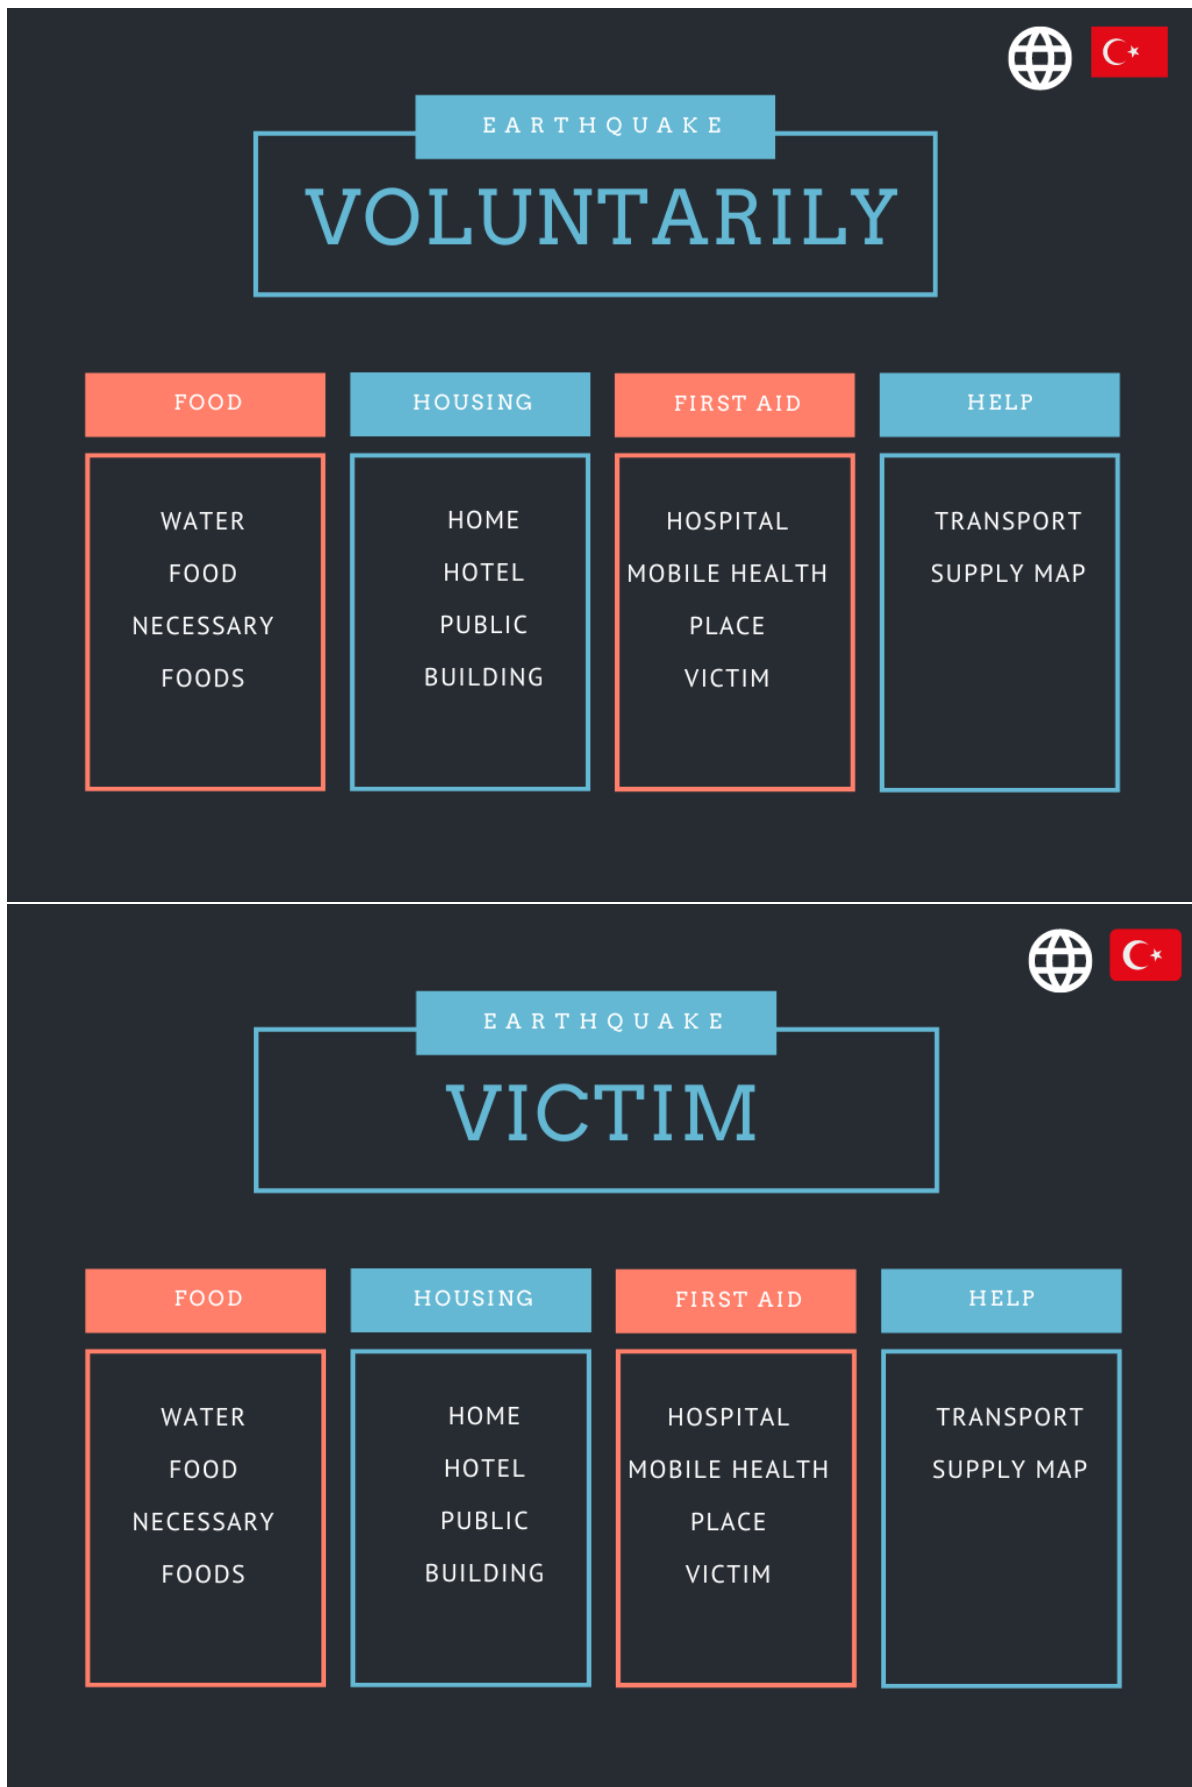 EARTHQUAKE
VOLUNTARILY
FOOD
WATER
FOOD
NECESSARY
FOODS
HOUSING
HOME
HOTEL
PUBLIC
BUILDING
FIRST AID
HOSPITAL
MOBILE HEALTH
PLACE
VICTIM
HELP
TRANSPORT
SUPPLY MAP
EARTHQUAKE
VICTIM
FOOD
WATER
FOOD
NECESSARY
FOODS
HOUSING
HOME
HOTEL
PUBLIC
BUILDING
FIRST AID
HOSPITAL
MOBILE HEALTH
PLACE
VICTIM
HELP
TRANSPORT
SUPPLY MAP